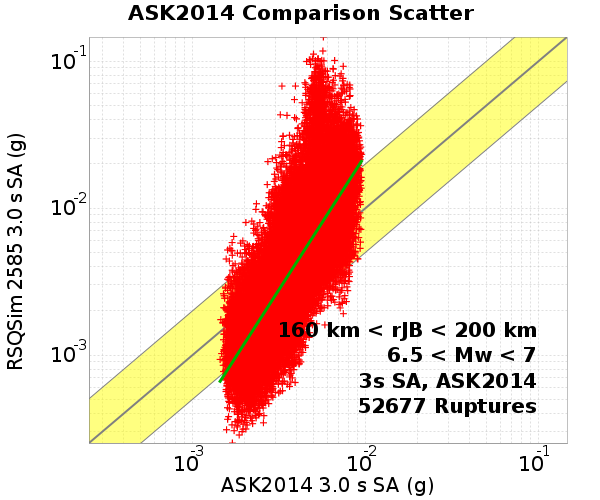 ASK2014 Comparison Scatter
RSQSim 2585 3.0 s SA (g)
10-1
10-2
10-3
160 km < rJB < 200 km
6.5 < Mw < 7
3s SA, ASK2014
52677 Ruptures
10-3
10-2
10-1
ASK2014 3.0 s SA (g)